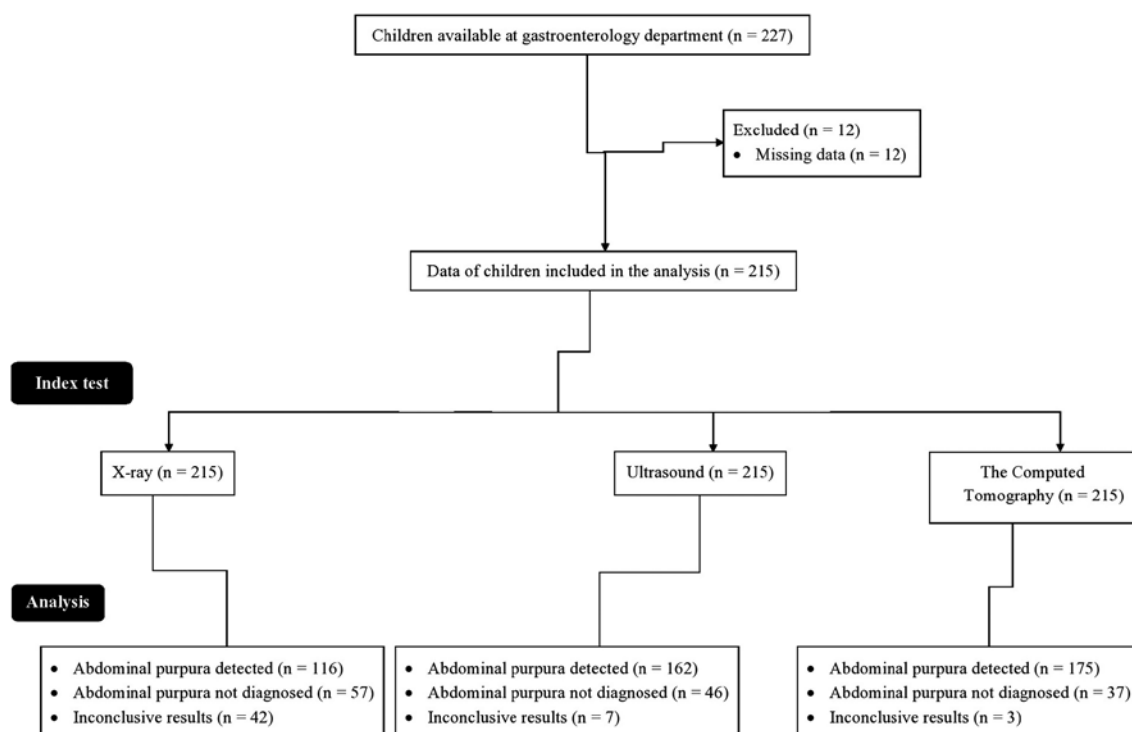 Children available at gastroenterology department (n = 227)
Excluded (n = 12)
• Missing data (n = 12)
Data of children included in the analysis (n = 215)
Index test
X-ray (n = 215)
Ultrasound (n = 215)
The Computed
Tomography (n = 215)
Analysis
• Abdominal purpura detected (n = 116)
• Abdominal purpura not diagnosed (n = 57)
• Inconclusive results (n = 42)
• Abdominal purpura detected (n = 162)
• Abdominal purpura not diagnosed (n = 46)
• Inconclusive results (n = 7)
• Abdominal purpura detected (n = 175)
• Abdominal purpura not diagnosed (n = 37)
• Inconclusive results (n = 3)